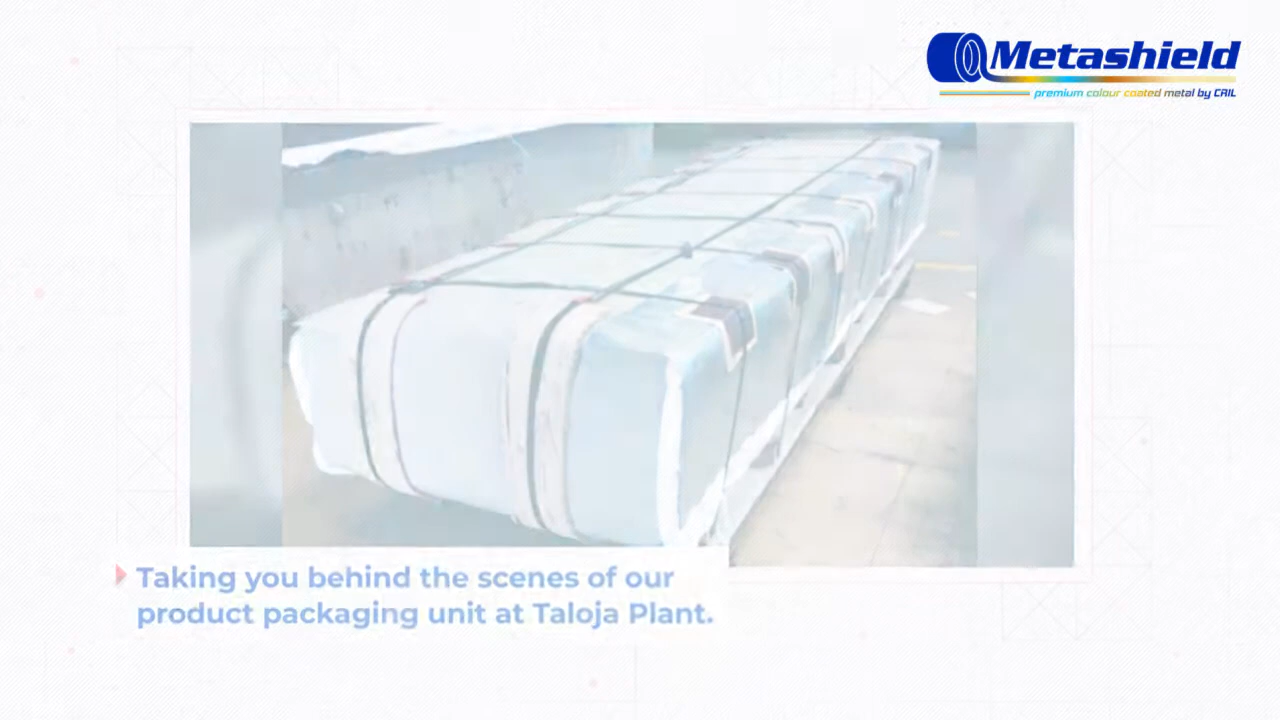 Metashield
premium colour coated metal by CRIL
Taking you behind the scenes of our
product packaging unit at Taloja Plant.